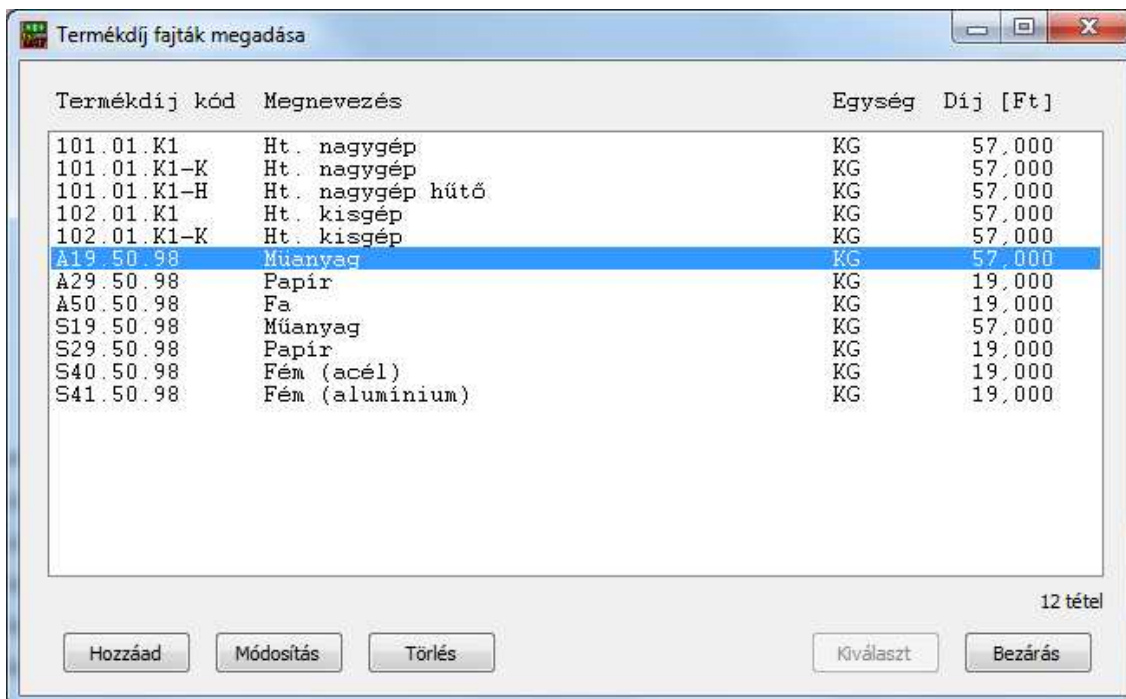 Termékdíj fajták megadása
Termékdíj kód Megnevezés Egység Díj [Ft]
101.01.K1 Ht. nagygép KG 57,000
101.01.K1-K Ht. nagygép KG 57,000
101.01.K1-H Ht. nagygép hűtő KG 57,000
102.01.K1 Ht. kisgép KG 57,000
102.01.K1-K Ht. kisgép KG 57,000
A19.50.98 Műanyag KG 57,000
A29.50.98 Papír KG 19,000
A50.50.98 Fa KG 19,000
S19.50.98 Műanyag KG 57,000
S29.50.98 Papír KG 19,000
S40.50.98 Fém (acél) KG 19,000
S41.50.98 Fém (alumínium) KG 19,000
12 tétel
Hozzáad Módosítás Törlés Kiválaszt Bezárás